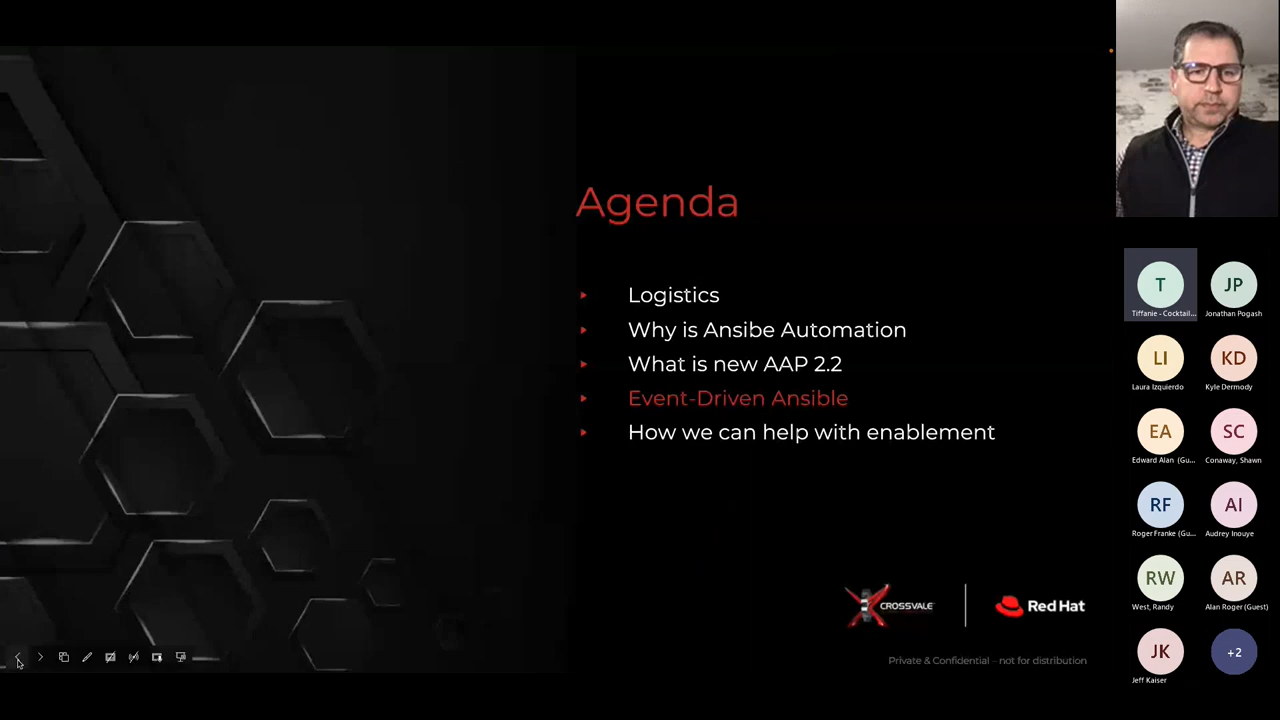 Agenda
Logistics
Why is Ansibe Automation
What is new AAP 2.2
Event-Driven Ansible
How we can help with enablement
CROSSVALE
Red Hat
Private & Confidential – not for distribution
T
Tiffanie - Cocktail...
JP
Jonathan Pogash
LI
Laura Izquierdo
KD
Kyle Dermody
EA
Edward Alan (Gu...
SC
Conaway, Shawn
RF
Roger Franke (Gu...
AI
Audrey Inouye
RW
West, Randy
AR
Alan Roger (Guest)
JK
Jeff Kaiser
+2